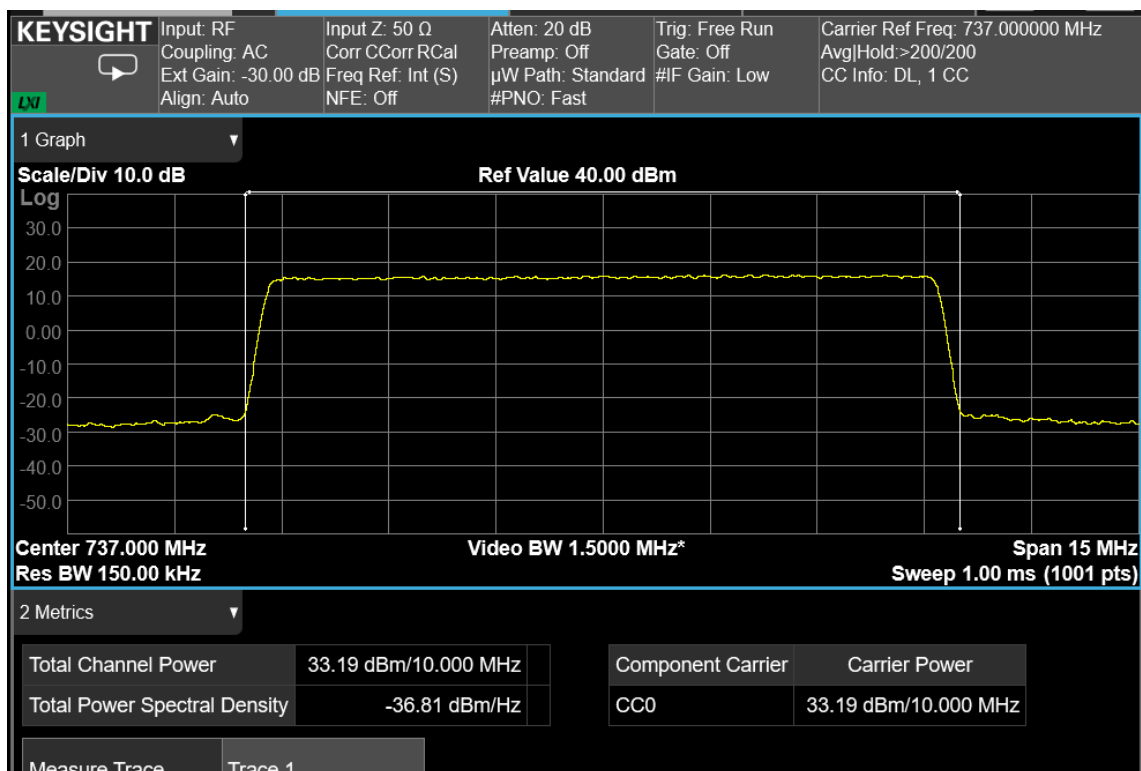 KEYSIGHT Input: RF Input Z: 50 Ω Atten: 20 dB Trig: Free Run Carrier Ref Freq: 737.000000 MHz
Coupling: AC Corr CCorr RCal Preamp: Off Gate: Off Avg|Hold:>200/200
Ext Gain: -30.00 dB Freq Ref: Int (S) µW Path: Standard #IF Gain: Low CC Info: DL, 1 CC
LXI Align: Auto NFE: Off #PNO: Fast
1 Graph
Scale/Div 10.0 dB Ref Value 40.00 dBm
Log
30.0
20.0
10.0
0.00
-10.0
-20.0
-30.0
-40.0
-50.0
Center 737.000 MHz Video BW 1.5000 MHz* Span 15 MHz
Res BW 150.00 kHz Sweep 1.00 ms (1001 pts)
2 Metrics
Total Channel Power 33.19 dBm/10.000 MHz Component Carrier Carrier Power
Total Power Spectral Density -36.81 dBm/Hz CC0 33.19 dBm/10.000 MHz
Measure Trace Trace 1